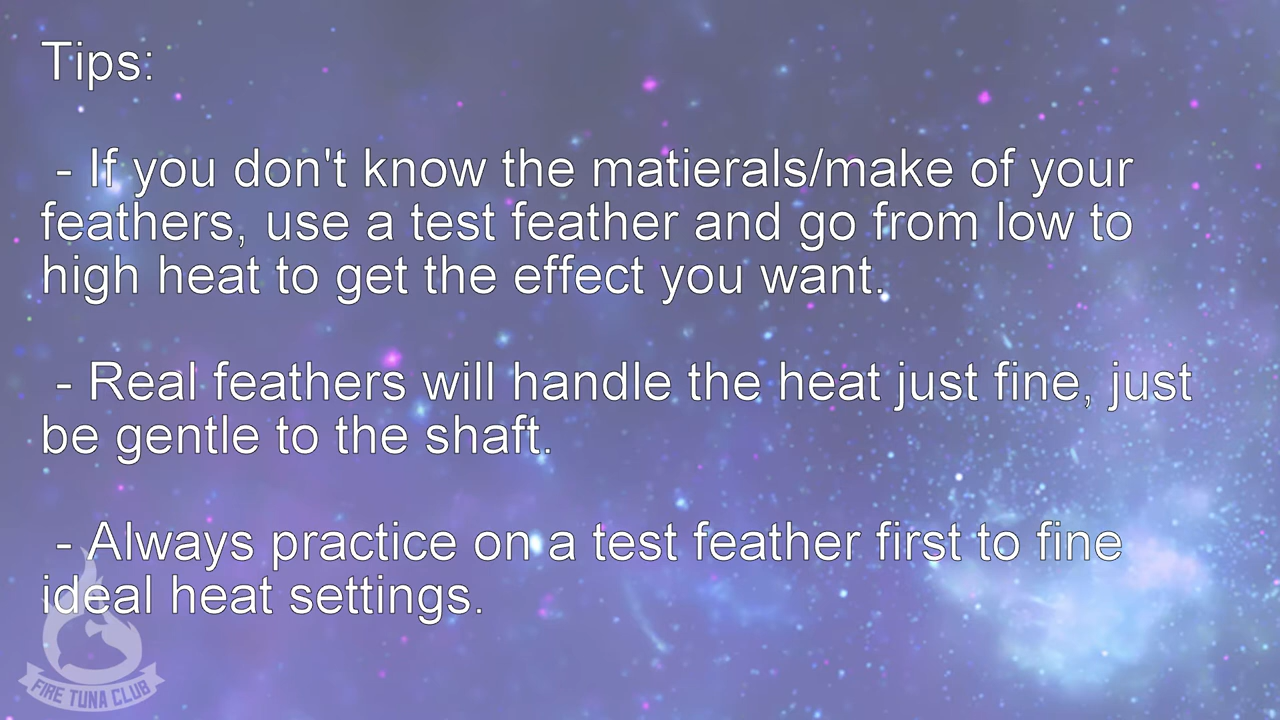 Tips:
- If you don't know the matierals/make of your
feathers, use a test feather and go from low to
high heat to get the effect you want.
- Real feathers will handle the heat just fine, just
be gentle to the shaft.
- Always practice on a test feather first to fine
ideal heat settings.
FIRE TUNA CLUB